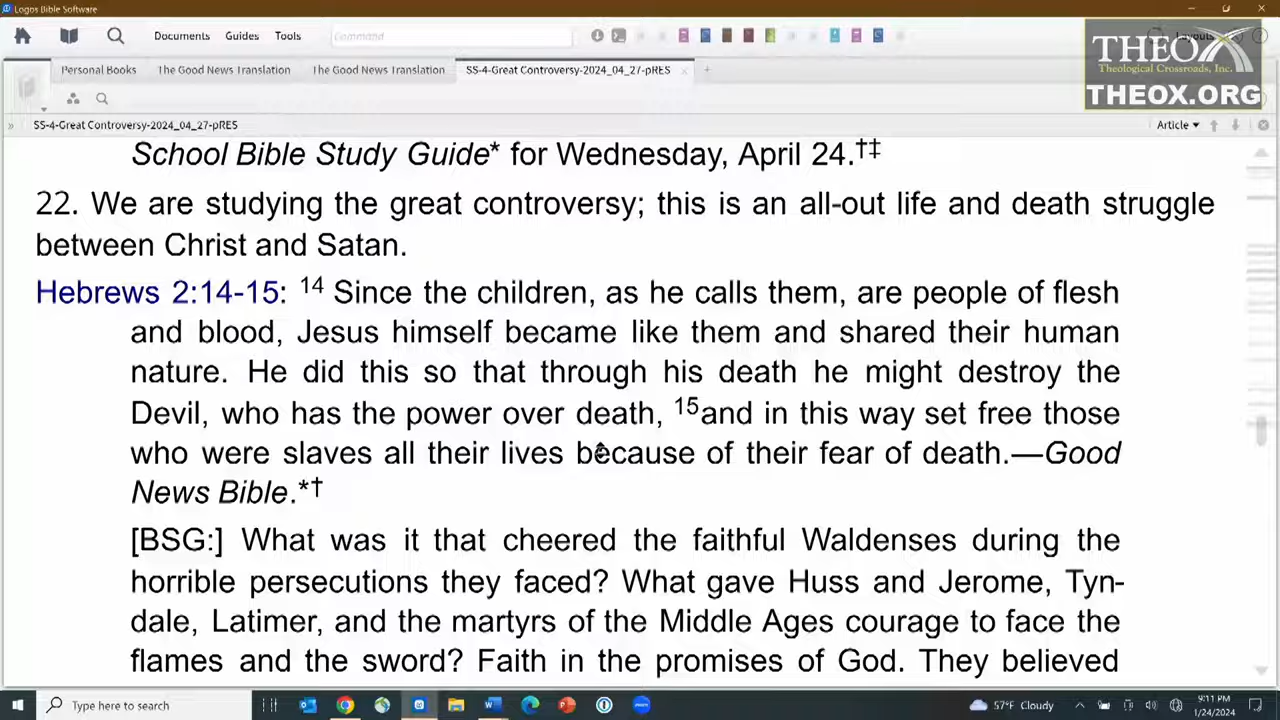 Logos Bible Software
Documents Guides Tools Command
THEOX
Theological Crossroads, Inc.
THEOX.ORG
Personal Books The Good News Translation The Good News Transla SS-4-Great Controversy-2024_04_27-pRES
SS-4-Great Controversy-2024_04_27-pRES Article
School Bible Study Guide* for Wednesday, April 24.†‡
22. We are studying the great controversy; this is an all-out life and death struggle
between Christ and Satan.
Hebrews 2:14-15: 14 Since the children, as he calls them, are people of flesh
and blood, Jesus himself became like them and shared their human
nature. He did this so that through his death he might destroy the
Devil, who has the power over death, 15and in this way set free those
who were slaves all their lives because of their fear of death.—Good
News Bible.*†
[BSG:] What was it that cheered the faithful Waldenses during the
horrible persecutions they faced? What gave Huss and Jerome, Tyn-
dale, Latimer, and the martyrs of the Middle Ages courage to face the
flames and the sword? Faith in the promises of God. They believed
Type here to search 57°F Cloudy 9:11 PM
1/24/2024